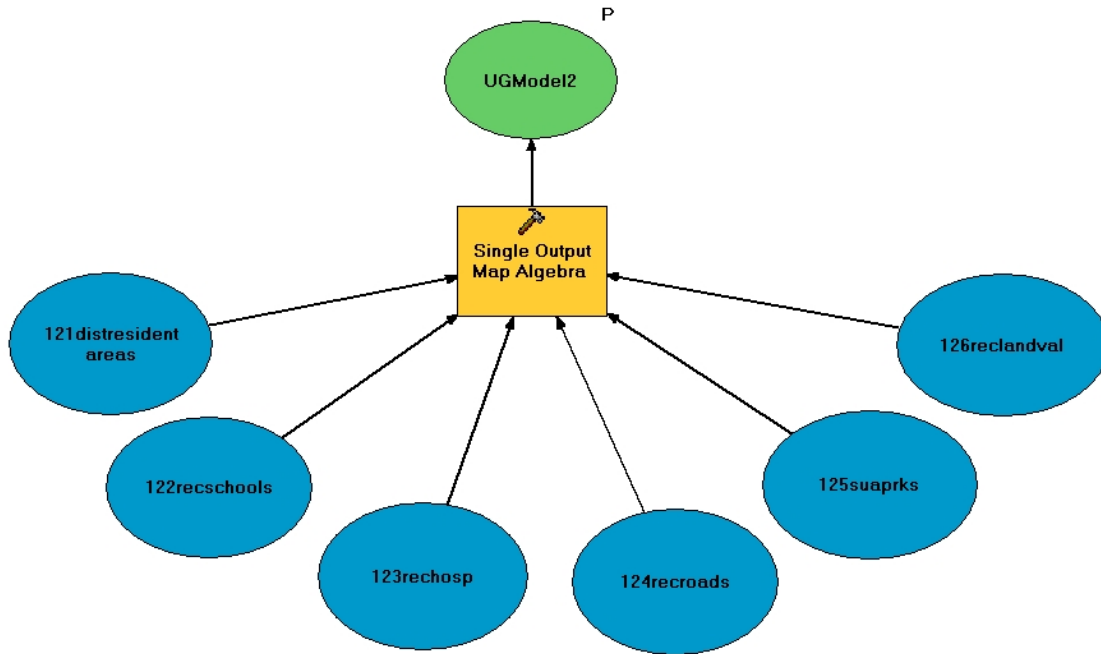 P
UGModel2
Single Output
Map Algebra
121distresident
areas
126reclandval
122recschools
125suaprks
123rechosp
124recroads